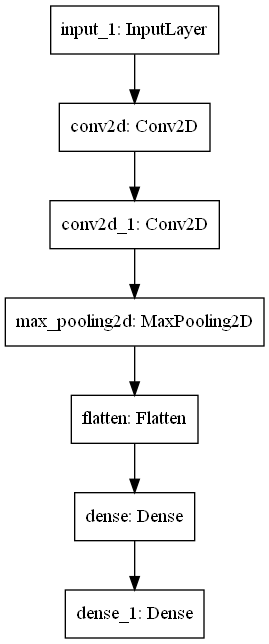 input_1: InputLayer
conv2d: Conv2D
conv2d_1: Conv2D
max_pooling2d: MaxPooling2D
flatten: Flatten
dense: Dense
dense_1: Dense